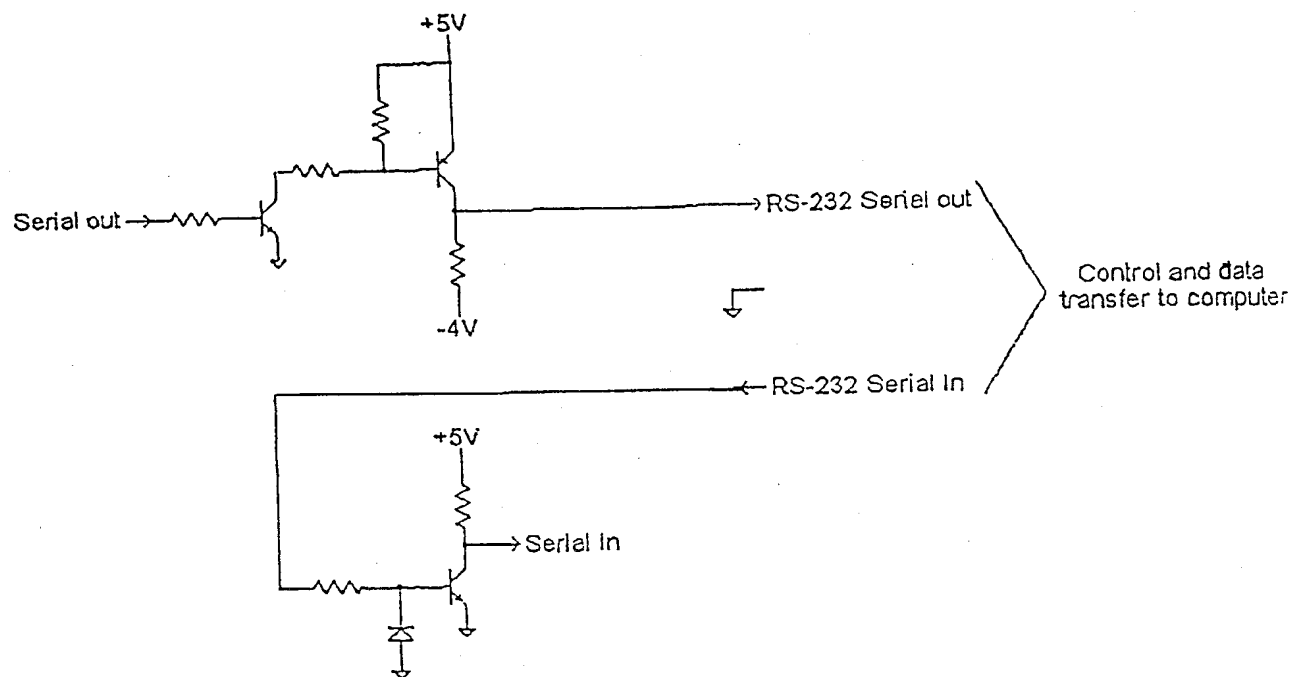 +5V
Serial out
RS-232 Seriel out
Control and data
transfer to computer
-4V
RS-232 Serial In
+5V
Serial In